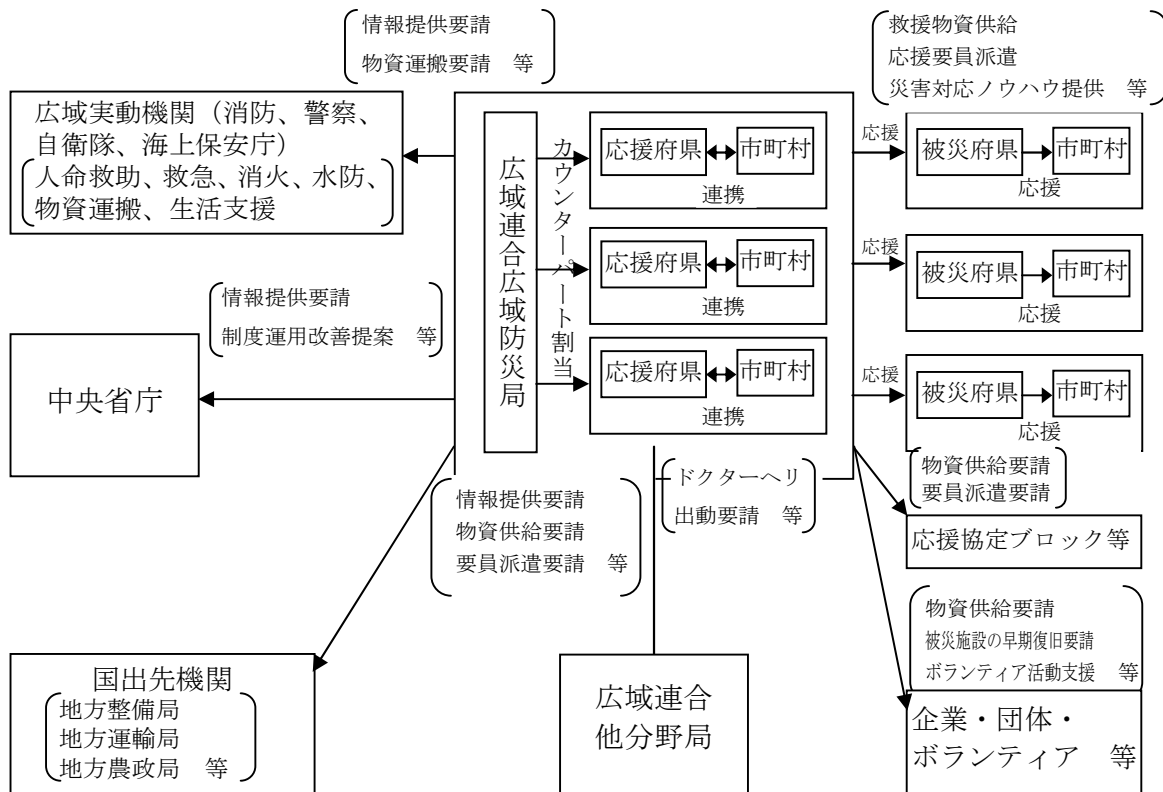 情報提供要請
物資運搬要請　等
救援物資供給
応援要員派遣
災害対応ノウハウ提供　等
広域実動機関（消防、警察、
自衛隊、海上保安庁）
人命救助、救急、消火、水防、
物資運搬、生活支援
広域連合広域防災局
カウンターパート割当
応援府県
市町村
連携
応援
被災府県
市町村
応援
応援府県
市町村
連携
応援
被災府県
市町村
応援
応援府県
市町村
連携
応援
被災府県
市町村
応援
情報提供要請
制度運用改善提案　等
中央省庁
情報提供要請
物資供給要請
要員派遣要請　等
ドクターヘリ
出動要請　等
物資供給要請
要員派遣要請
応援協定ブロック等
物資供給要請
被災施設の早期復旧要請
ボランティア活動支援　等
国出先機関
地方整備局
地方運輸局
地方農政局　等
広域連合
他分野局
企業・団体・
ボランティア　等